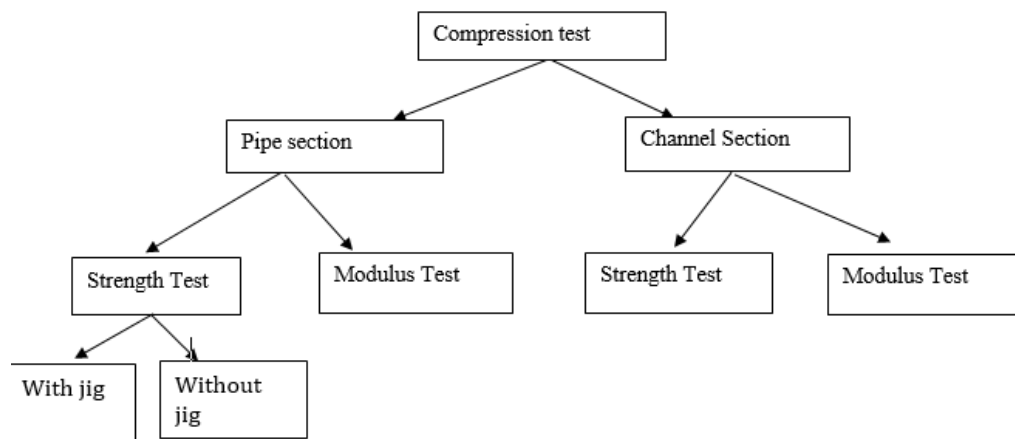 Compression test
Pipe section
Channel Section
Strength Test
Modulus Test
Strength Test
Modulus Test
With jig
Without
jig